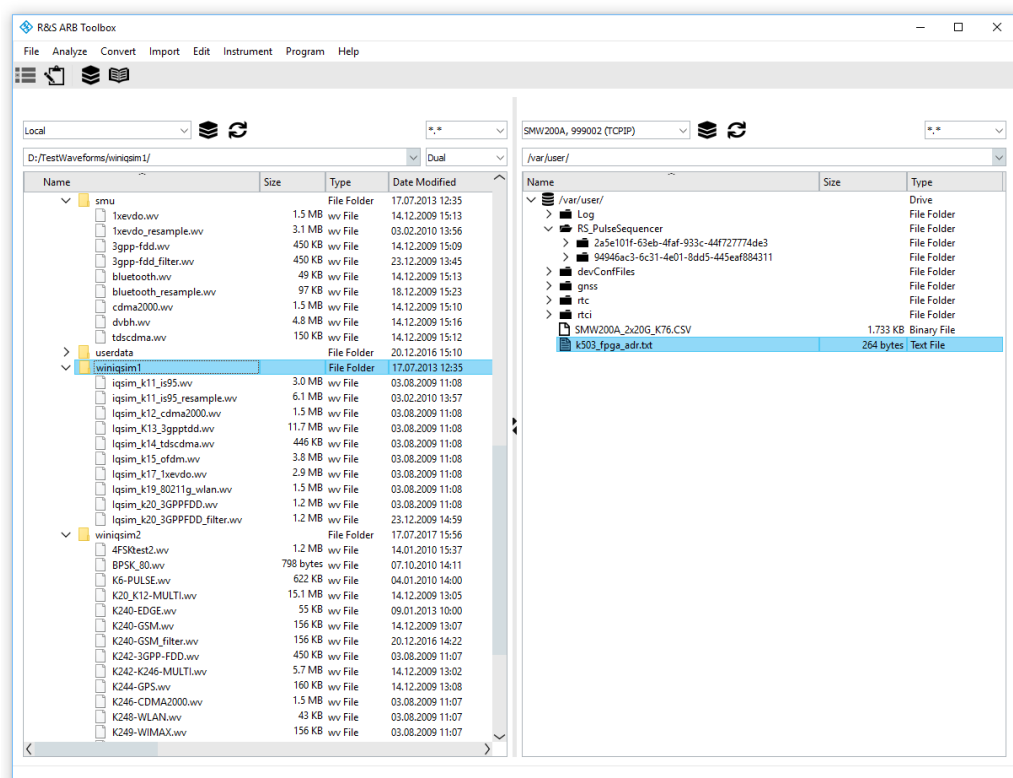 R&S ARB Toolbox
File Analyze Convert Import Edit Instrument Program Help
Local *.*
D:/TestWaveforms/winiqsim1/ Dual
Name Size Type Date Modified
smu File Folder 17.07.2013 12:35
1xevdo.wv 1.5 MB wv File 14.12.2009 15:13
1xevdo_resample.wv 3.1 MB wv File 03.02.2010 13:56
3gpp-fdd.wv 450 KB wv File 14.12.2009 15:09
3gpp-fdd_filter.wv 450 KB wv File 23.12.2009 13:45
bluetooth.wv 49 KB wv File 14.12.2009 15:13
bluetooth_resample.wv 97 KB wv File 18.12.2009 15:23
cdma2000.wv 1.5 MB wv File 14.12.2009 15:10
dvbh.wv 4.8 MB wv File 14.12.2009 15:16
tdscdma.wv 150 KB wv File 14.12.2009 15:12
userdata File Folder 20.12.2016 15:10
winiqsim1 File Folder 17.07.2013 12:35
iqsim_k11_is95.wv 3.0 MB wv File 03.08.2009 11:08
iqsim_k11_is95_resample.wv 6.1 MB wv File 03.02.2010 13:57
Iqsim_k12_cdma2000.wv 1.5 MB wv File 03.08.2009 11:08
Iqsim_K13_3gpptdd.wv 11.7 MB wv File 03.08.2009 11:08
Iqsim_k14_tdscdma.wv 446 KB wv File 03.08.2009 11:08
Iqsim_k15_ofdm.wv 3.8 MB wv File 03.08.2009 11:08
Iqsim_k17_1xevdo.wv 2.9 MB wv File 03.08.2009 11:08
Iqsim_k19_80211g_wlan.wv 1.5 MB wv File 03.08.2009 11:08
Iqsim_k20_3GPPFDD.wv 1.2 MB wv File 03.08.2009 11:08
Iqsim_k20_3GPPFDD_filter.wv 1.2 MB wv File 23.12.2009 14:59
winiqsim2 File Folder 17.07.2017 15:56
4FSKtest2.wv 1.2 MB wv File 14.01.2010 15:37
BPSK_80.wv 798 bytes wv File 07.10.2010 14:11
K6-PULSE.wv 622 KB wv File 04.01.2010 14:00
K20_K12-MULTI.wv 15.1 MB wv File 14.12.2009 13:05
K240-EDGE.wv 55 KB wv File 09.01.2013 10:00
K240-GSM.wv 156 KB wv File 14.12.2009 13:07
K240-GSM_filter.wv 156 KB wv File 20.12.2016 14:22
K242-3GPP-FDD.wv 450 KB wv File 03.08.2009 11:07
K242-K246-MULTI.wv 5.7 MB wv File 14.12.2009 13:02
K244-GPS.wv 160 KB wv File 14.12.2009 13:08
K246-CDMA2000.wv 1.5 MB wv File 03.08.2009 11:07
K248-WLAN.wv 43 KB wv File 03.08.2009 11:07
K249-WIMAX.wv 156 KB wv File 03.08.2009 11:07
SMW200A, 999002 (TCPIP) *.*
/var/user/
Name Size Type
/var/user/ Drive
Log File Folder
RS_PulseSequencer File Folder
2a5e101f-63eb-4faf-933c-44f727774de3 File Folder
94946ac3-6c31-4e01-8dd5-445eaf884311 File Folder
devConfFiles File Folder
gnss File Folder
rtc File Folder
rtci File Folder
SMW200A_2x20G_K76.CSV 1.733 KB Binary File
k503_fpga_adr.txt 264 bytes Text File